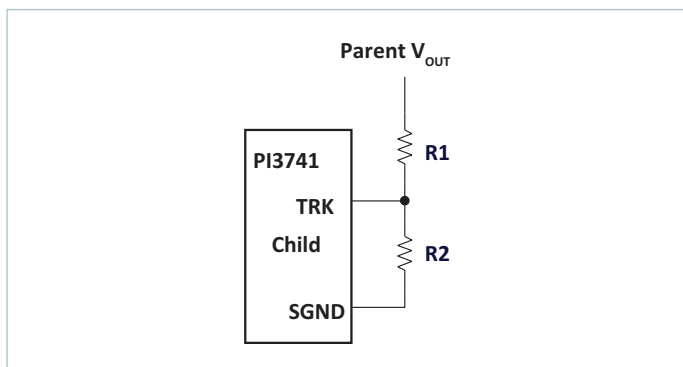 Parent VOUT
R1
PI3741
TRK
Child
R2
SGND